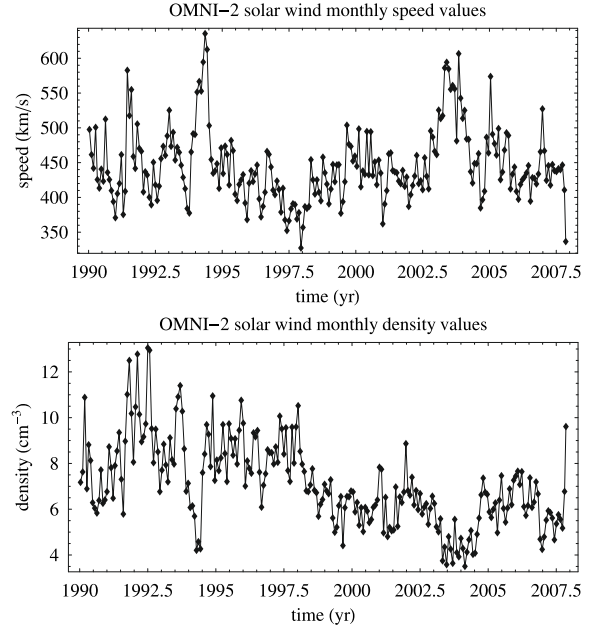 OMNI−2 solar wind monthly speed values
600
550
500
450
400
350
speed (km/s)
1990 1992.5 1995 1997.5 2000 2002.5 2005 2007.5
time (yr)
OMNI−2 solar wind monthly density values
12
10
8
6
4
density (cm⁻³)
1990 1992.5 1995 1997.5 2000 2002.5 2005 2007.5
time (yr)